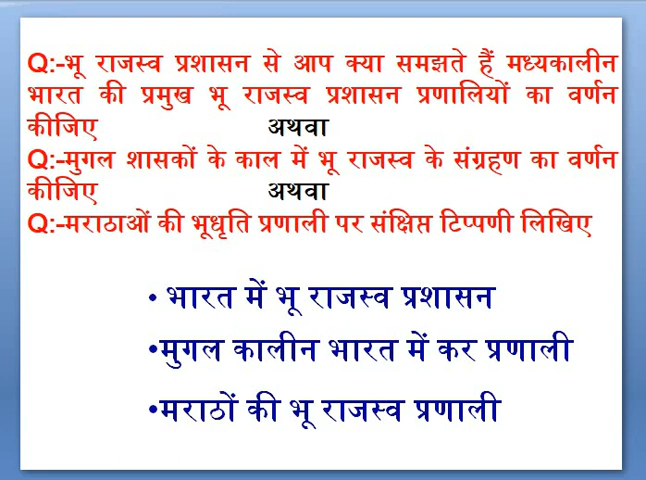 Q:-भू राजस्व प्रशासन से आप क्या समझते हैं मध्यकालीन
भारत की प्रमुख भू राजस्व प्रशासन प्रणालियों का वर्णन
कीजिए अथवा
Q:-मुगल शासकों के काल में भू राजस्व के संग्रहण का वर्णन
कीजिए अथवा
Q:-मराठाओं की भूधृति प्रणाली पर संक्षिप्त टिप्पणी लिखिए
• भारत में भू राजस्व प्रशासन
•मुगल कालीन भारत में कर प्रणाली
•मराठों की भू राजस्व प्रणाली